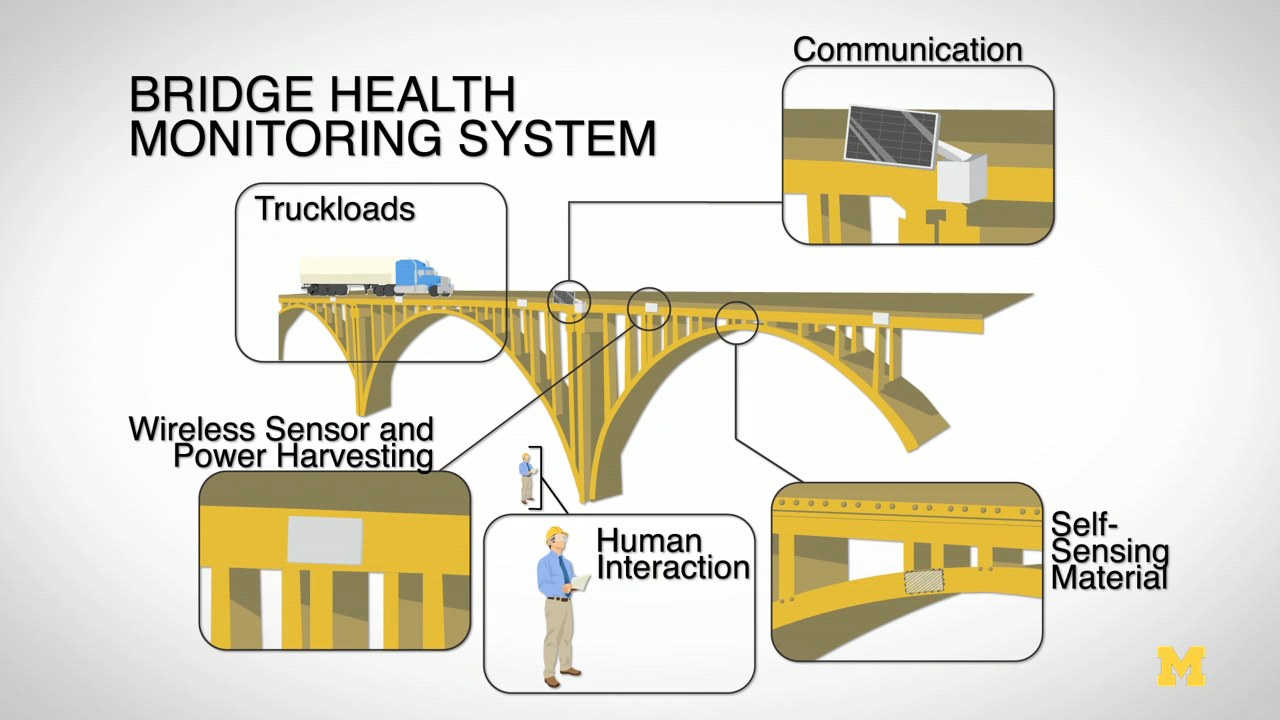 BRIDGE HEALTH
MONITORING SYSTEM
Communication
Truckloads
Wireless Sensor and
Power Harvesting
Human
Interaction
Self-
Sensing
Material
M